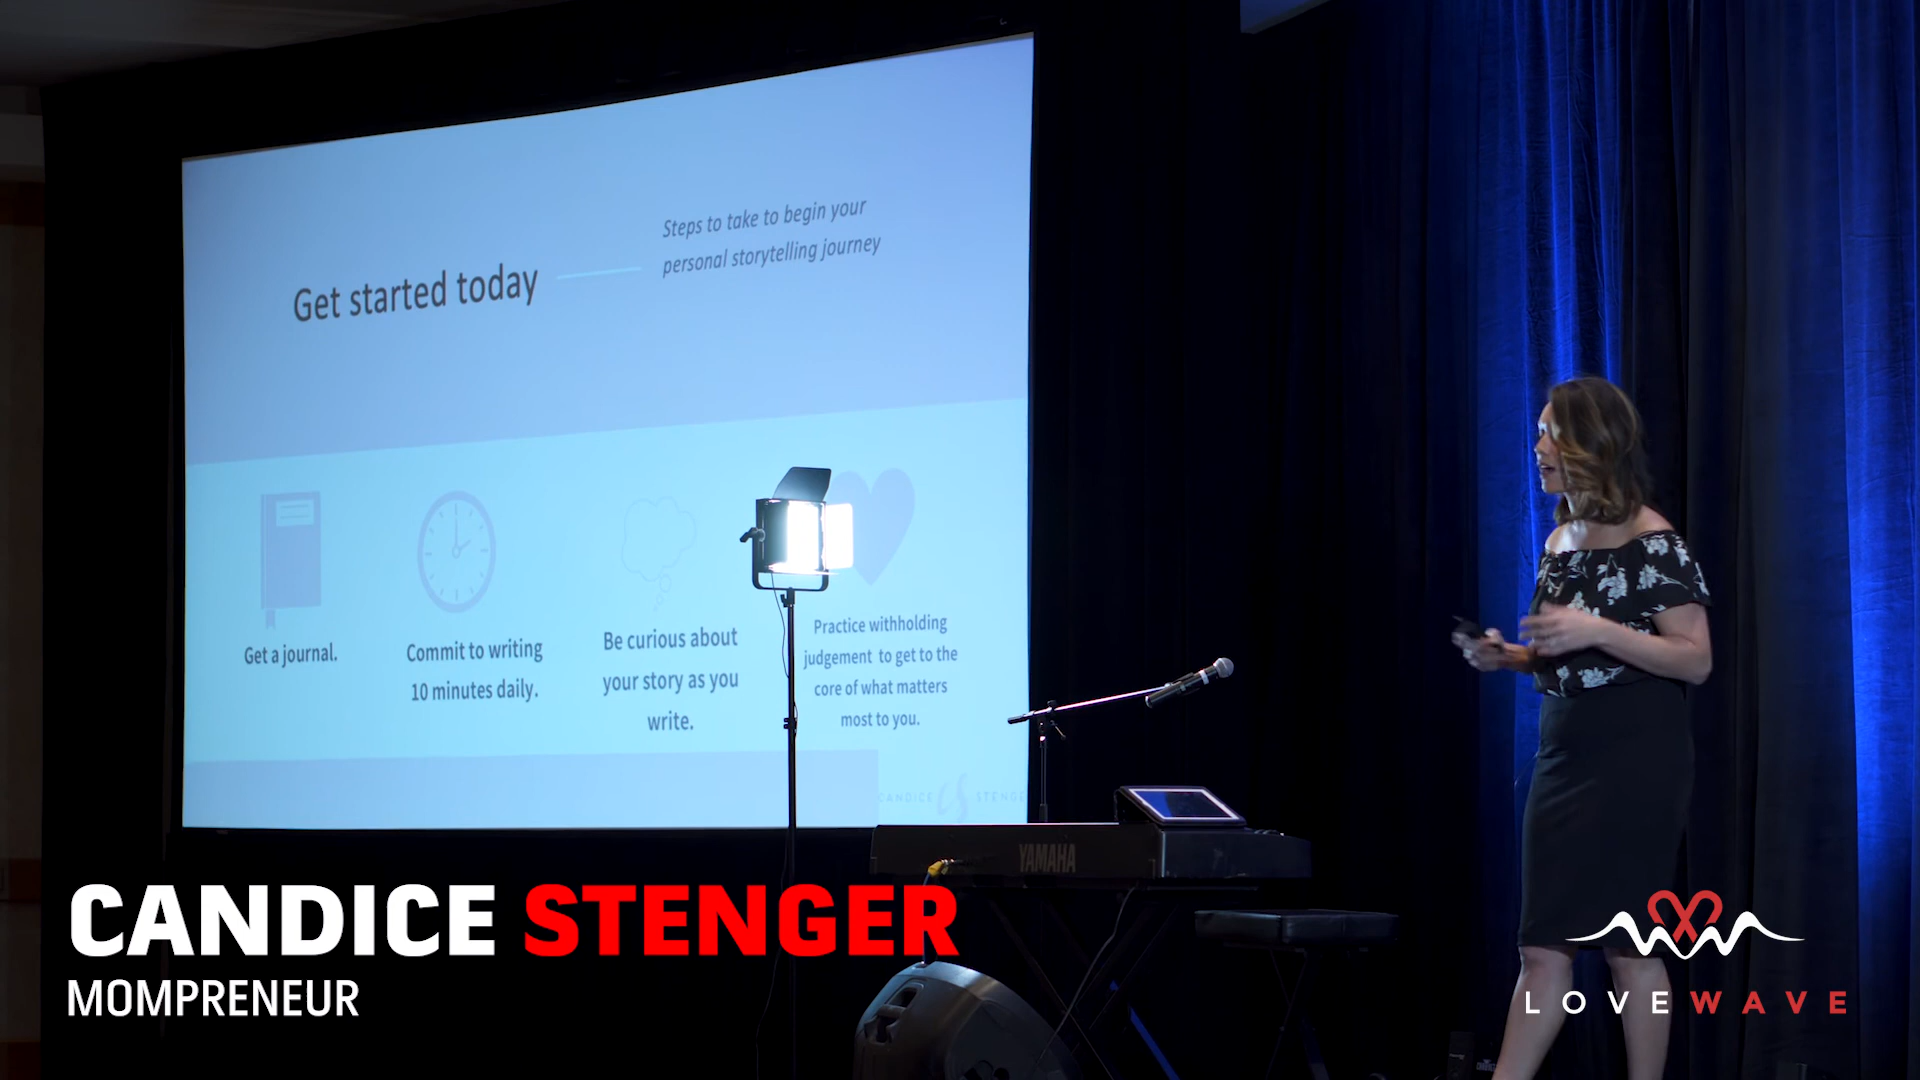 Steps to take to begin your
personal storytelling journey
Get started today
Get a journal.
Commit to writing
10 minutes daily.
Be curious about
your story as you
write.
Practice withholding
judgement to get to the
core of what matters
most to you.
CANDICE CS STENGE
YAMAHA
CANDICE STENGER
MOMPRENEUR
LOVEWAVE